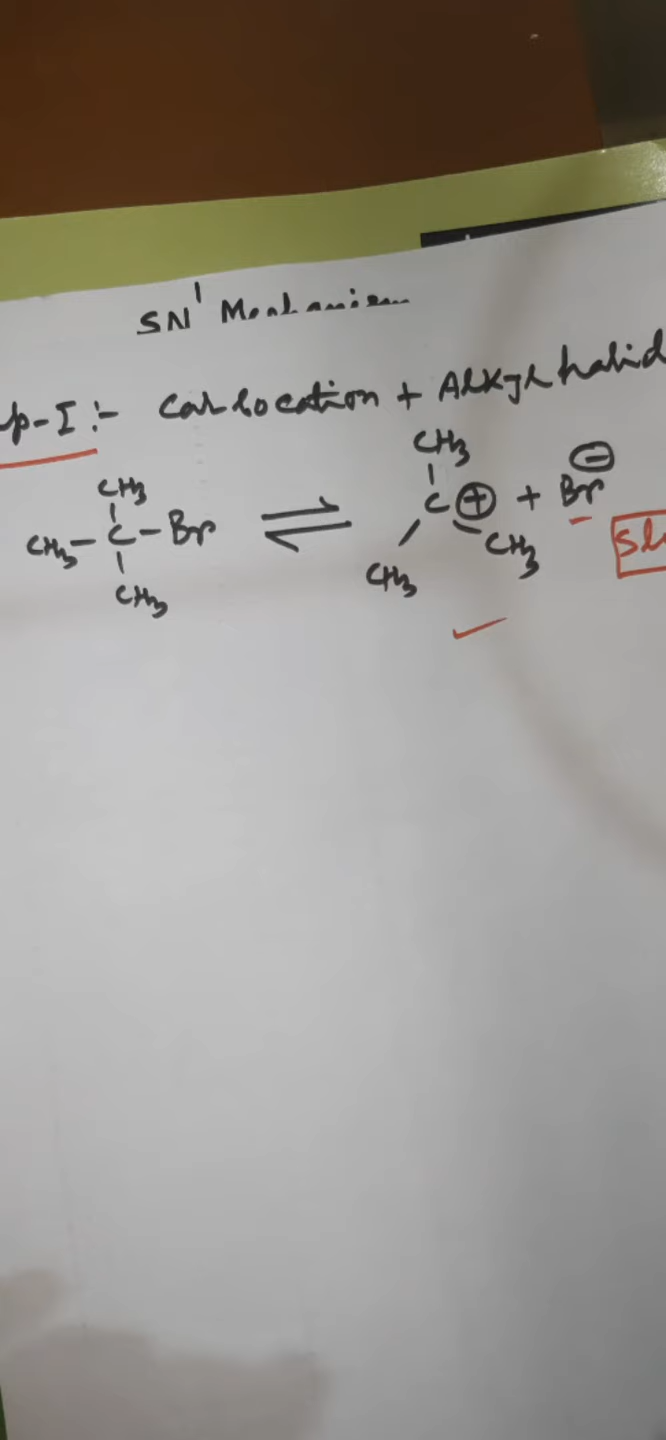 SN¹ Mechanism
p-I :- Carbocation + Alkyl halid
CH₃
CH₃
CH₃-C-Br ⇌ C⊕ + Br⊖
CH₃ CH₃
CH₃